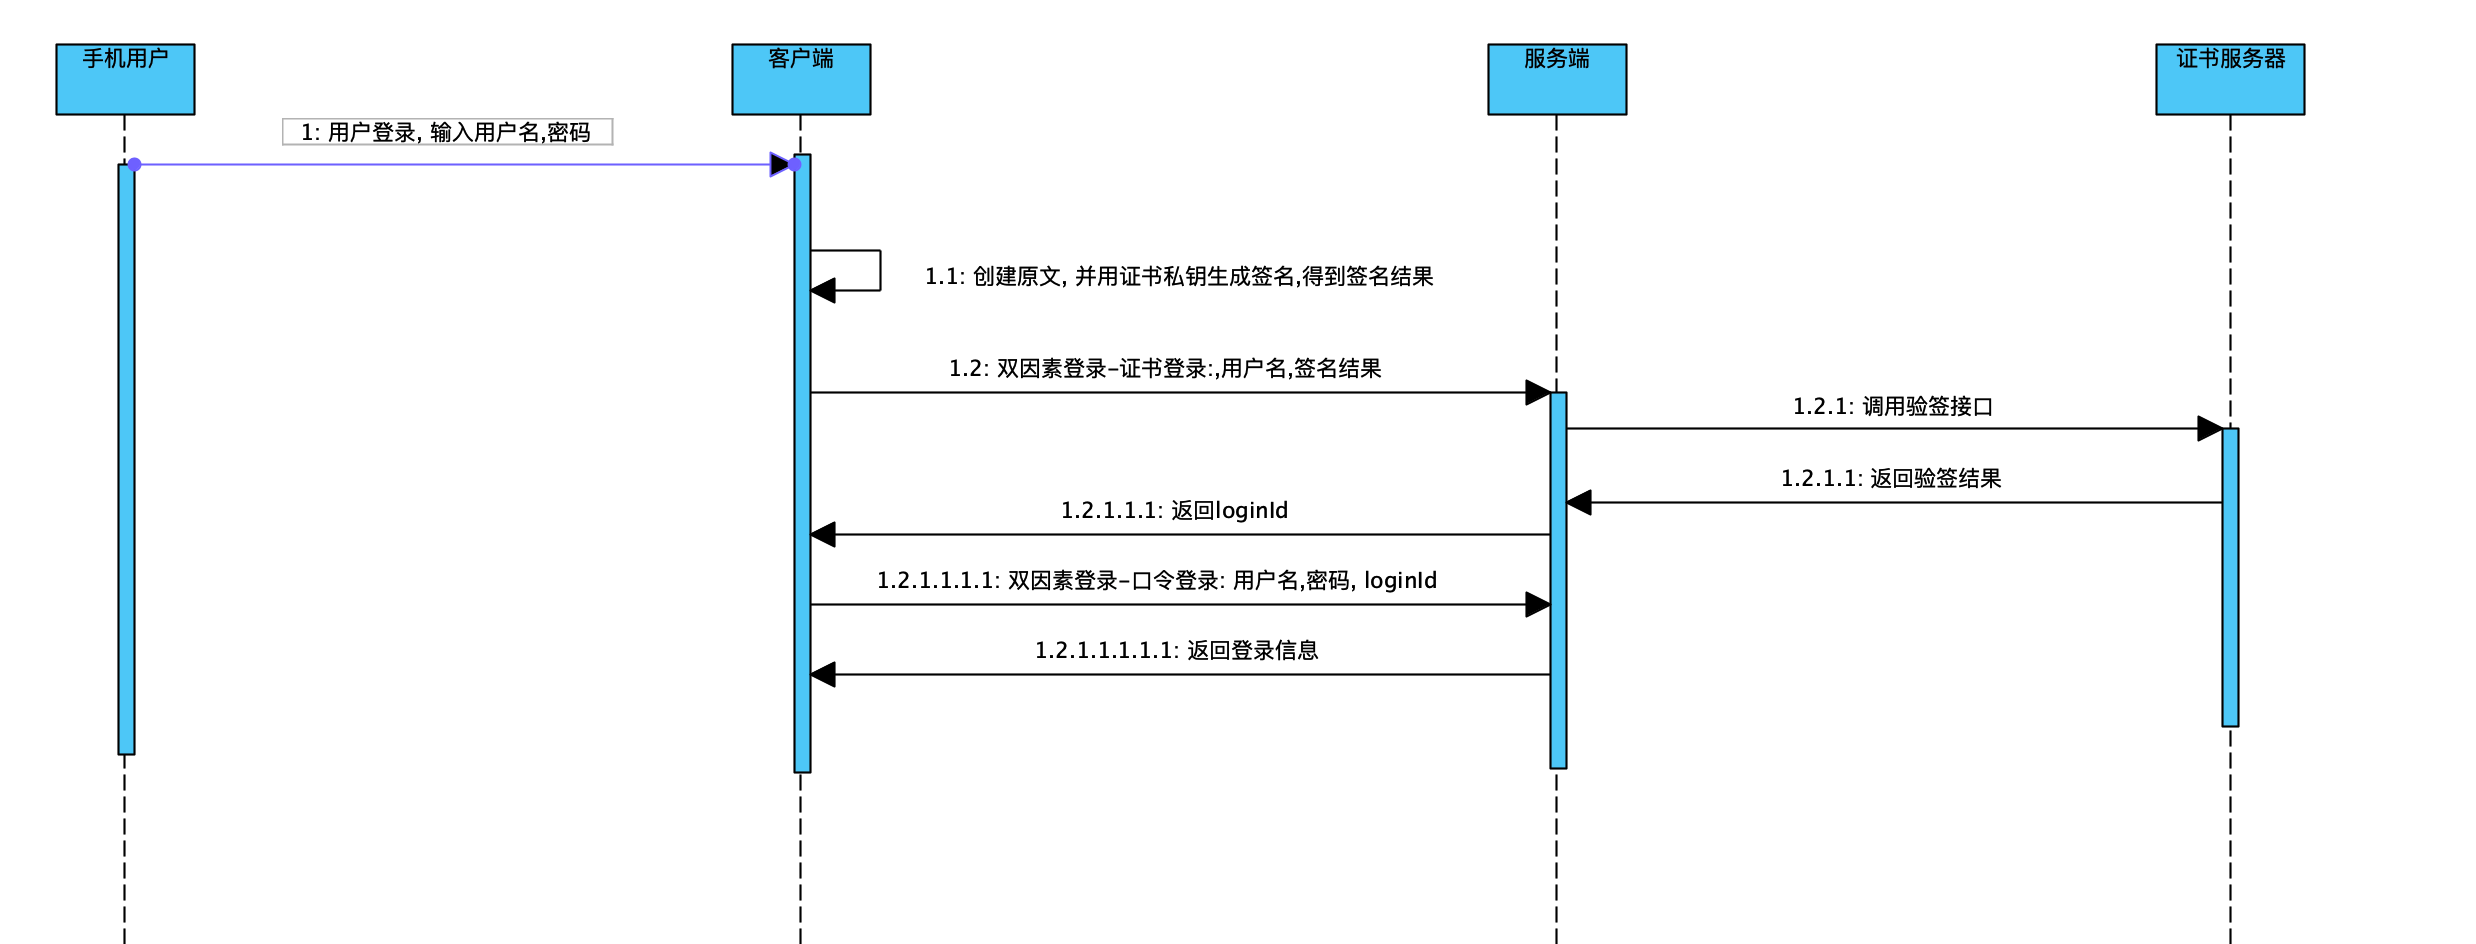 手机用户
客户端
服务端
证书服务器
1: 用户登录, 输入用户名,密码
1.1: 创建原文, 并用证书私钥生成签名,得到签名结果
1.2: 双因素登录-证书登录:,用户名,签名结果
1.2.1: 调用验签接口
1.2.1.1: 返回验签结果
1.2.1.1.1: 返回loginId
1.2.1.1.1.1: 双因素登录-口令登录: 用户名,密码, loginId
1.2.1.1.1.1.1: 返回登录信息